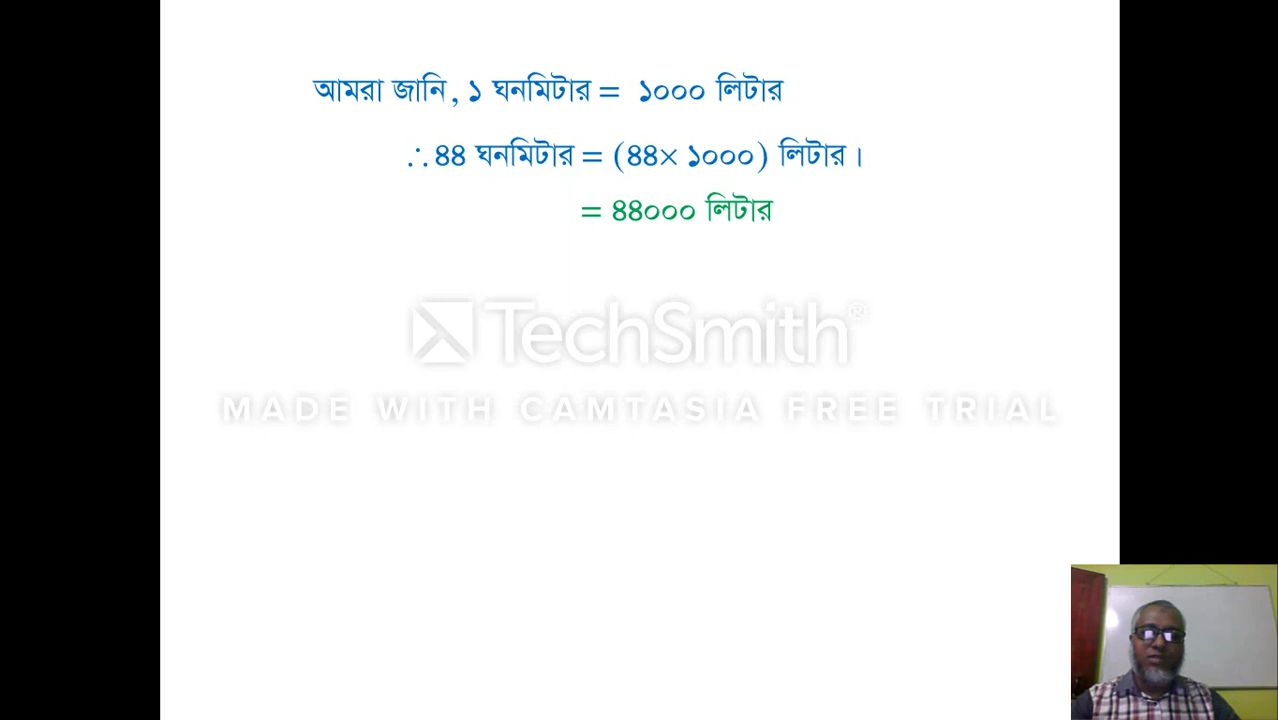 আমরা জানি, ১ ঘনমিটার = ১০০০ লিটার
∴ ৪৪ ঘনমিটার = (৪৪× ১০০০) লিটার।
= ৪৪০০০ লিটার
TechSmith®
MADE WITH CAMTASIA FREE TRIAL